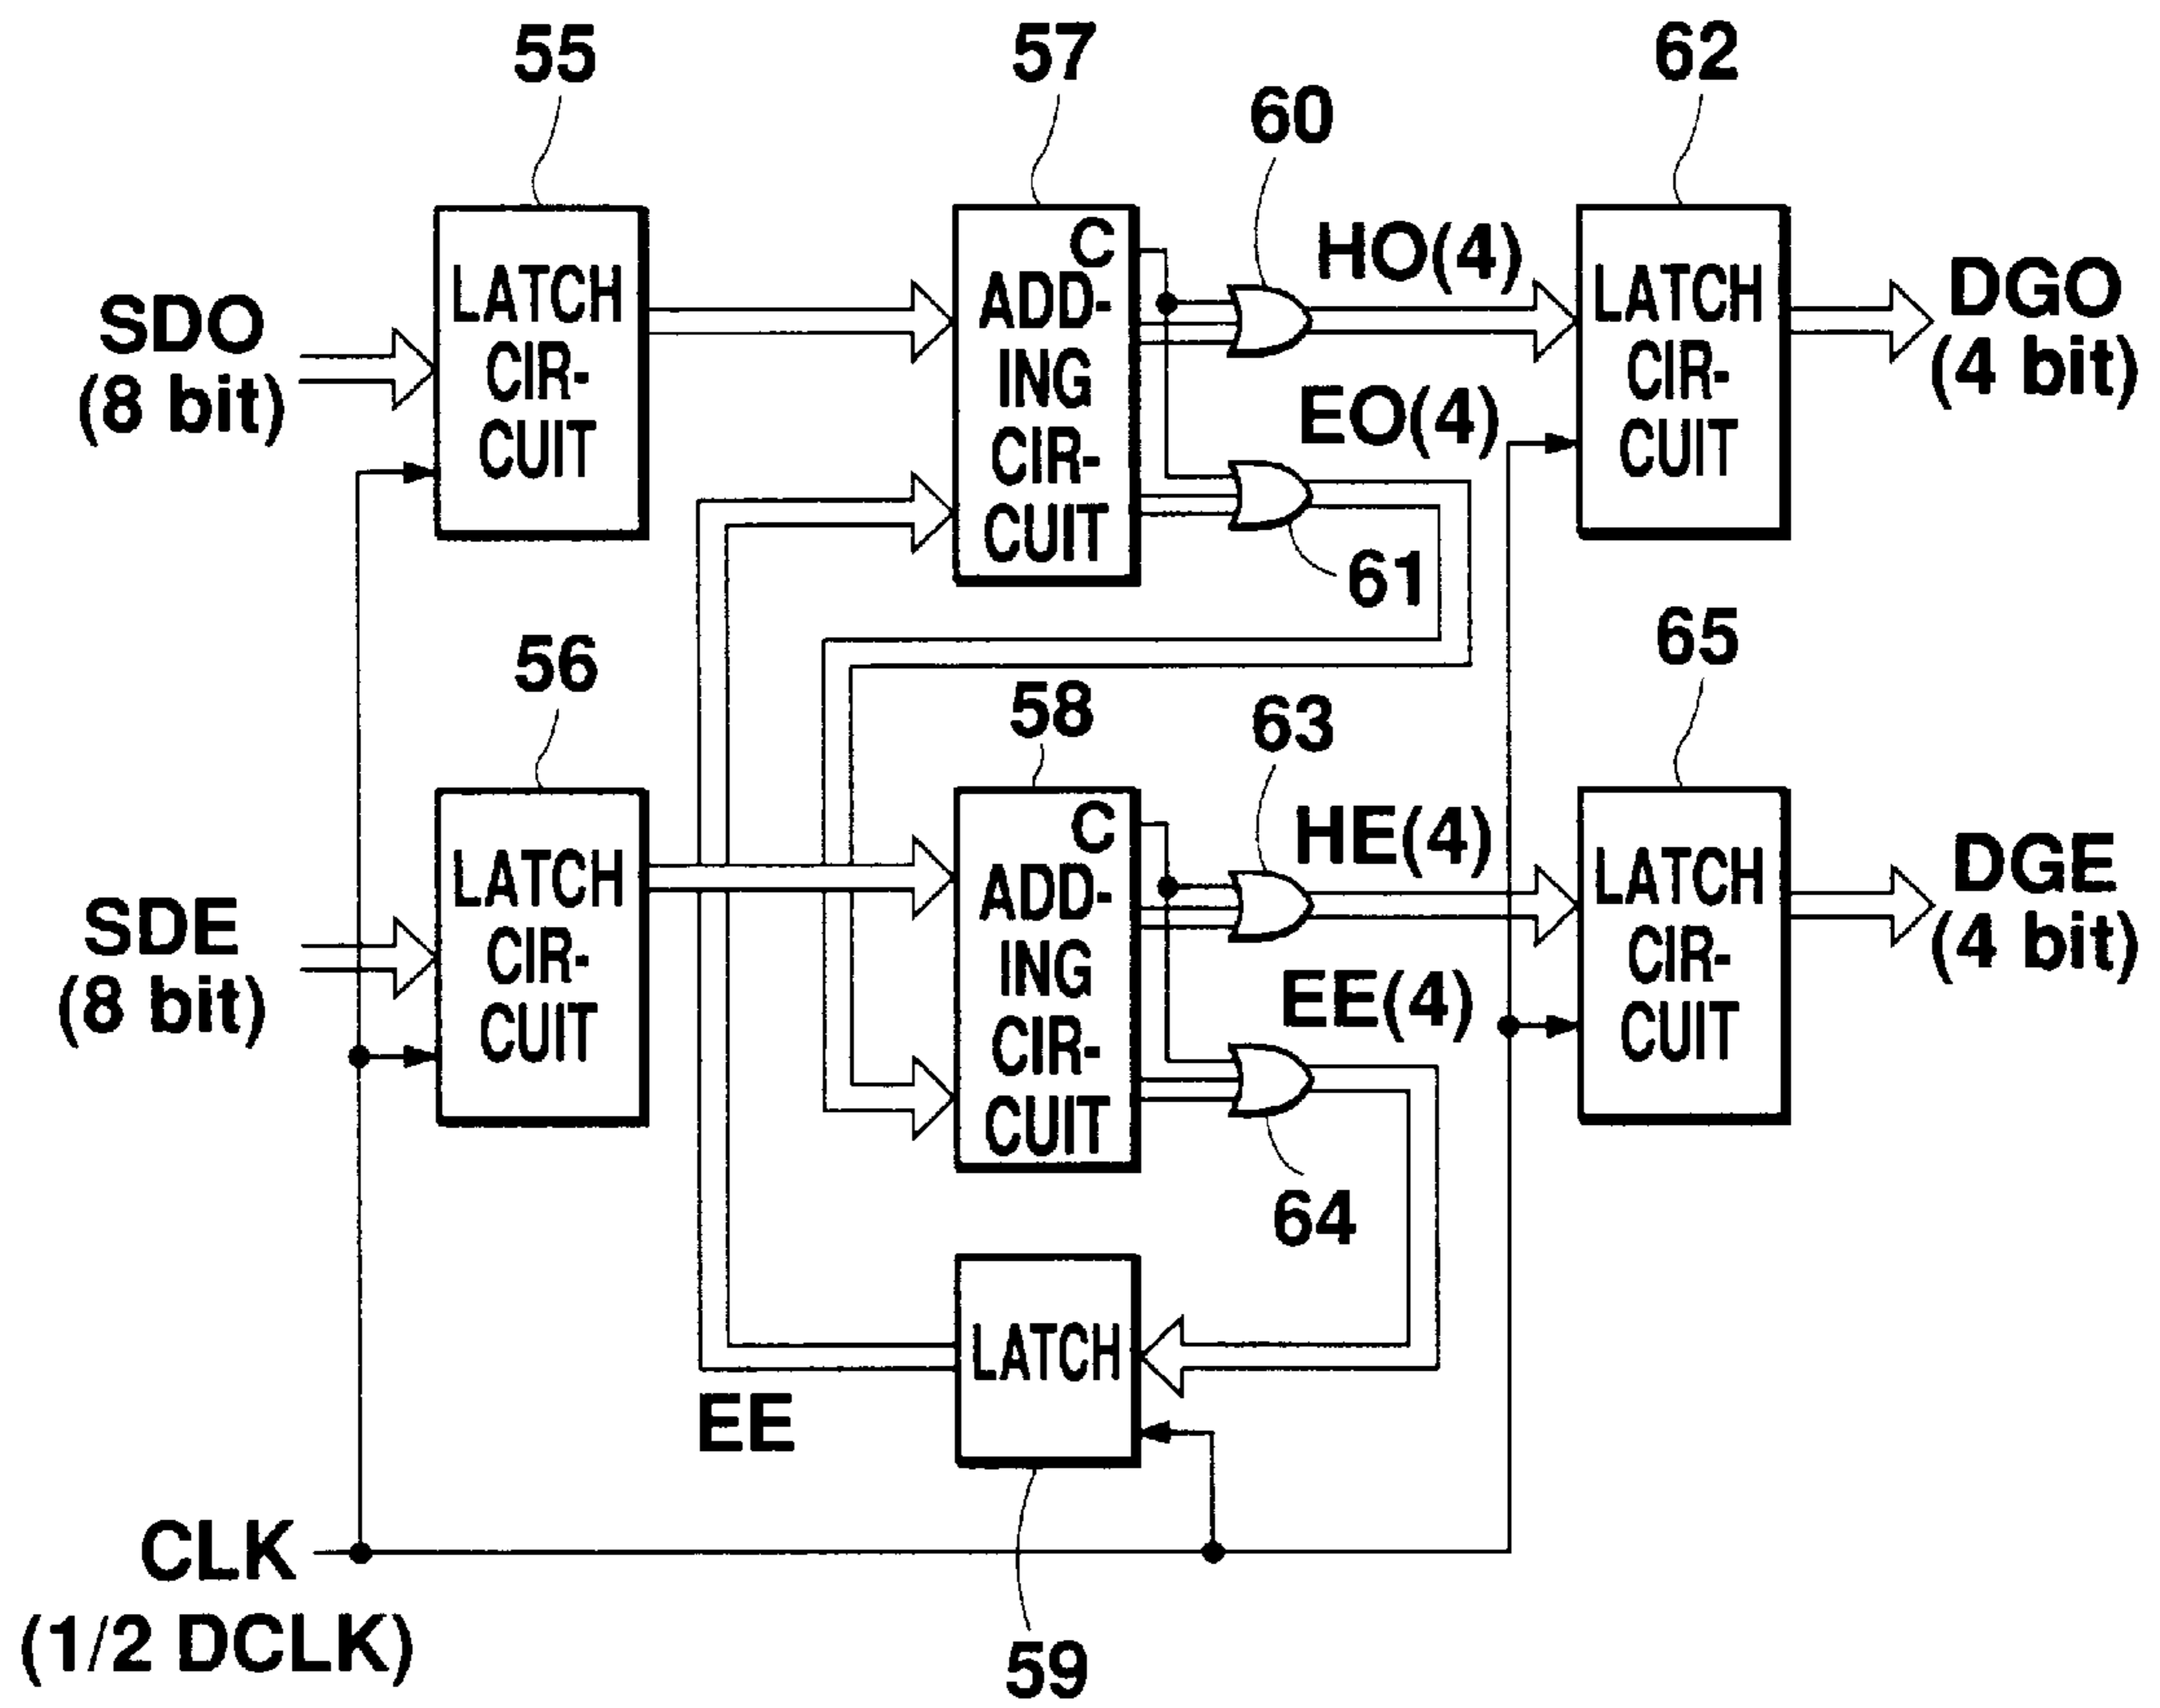 55
57
62
60
C
HO(4)
LATCH
CIR-
CUIT
ADD-
ING
CIR-
CUIT
LATCH
CIR-
CUIT
SDO
(8 bit)
DGO
(4 bit)
EO(4)
61
56
58
63
65
C
HE(4)
LATCH
CIR-
CUIT
ADD-
ING
CIR-
CUIT
LATCH
CIR-
CUIT
SDE
(8 bit)
DGE
(4 bit)
EE(4)
64
LATCH
EE
CLK
(1/2 DCLK)
59